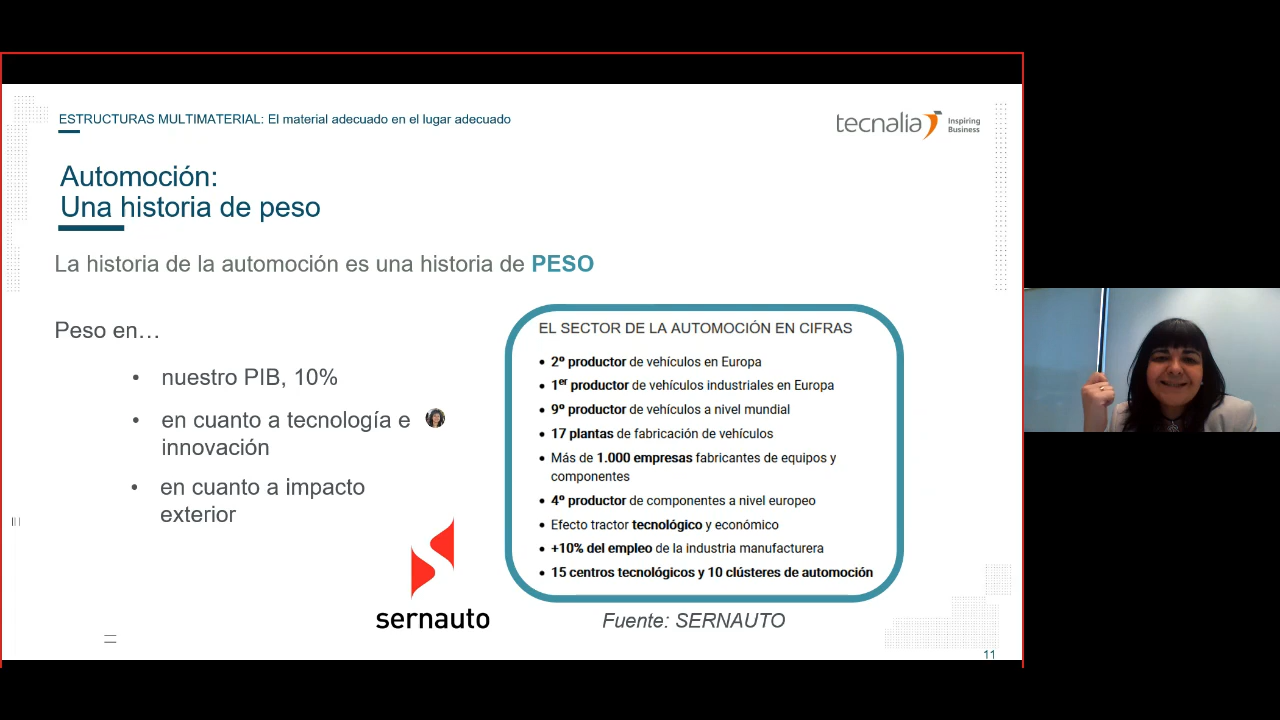 ESTRUCTURAS MULTIMATERIAL: El material adecuado en el lugar adecuado
tecnalia Inspiring
Business
Automoción:
Una historia de peso
La historia de la automoción es una historia de PESO
Peso en…
• nuestro PIB, 10%
• en cuanto a tecnología e
innovación
• en cuanto a impacto
exterior
sernauto
EL SECTOR DE LA AUTOMOCIÓN EN CIFRAS
• 2º productor de vehículos en Europa
• 1er productor de vehículos industriales en Europa
• 9º productor de vehículos a nivel mundial
• 17 plantas de fabricación de vehículos
• Más de 1.000 empresas fabricantes de equipos y
componentes
• 4º productor de componentes a nivel europeo
• Efecto tractor tecnológico y económico
• +10% del empleo de la industria manufacturera
• 15 centros tecnológicos y 10 clústeres de automoción
Fuente: SERNAUTO
11